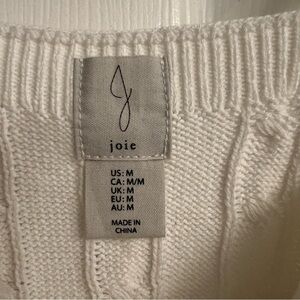 joie
US: M
CA: M/M
UK: M
EU: M
AU: M
MADE IN
CHINA